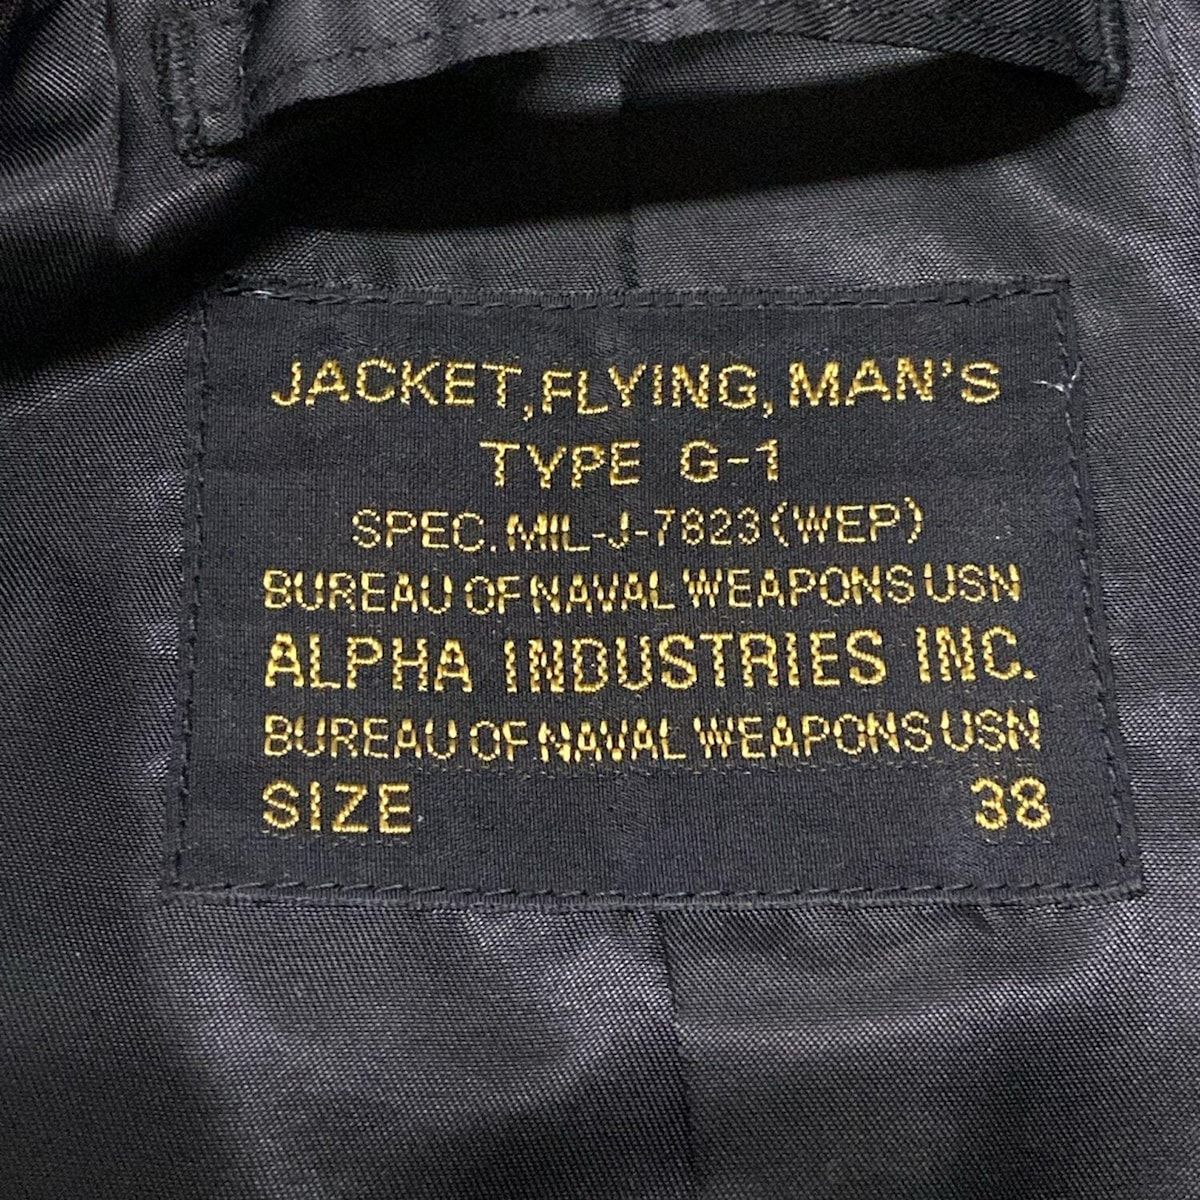 JACKET, FLYING, MAN'S
TYPE G-1
SPEC. MIL-J-7823 (WEP)
BUREAU OF NAVAL WEAPONS USN
ALPHA INDUSTRIES INC.
BUREAU OF NAVAL WEAPONS USN
SIZE 38